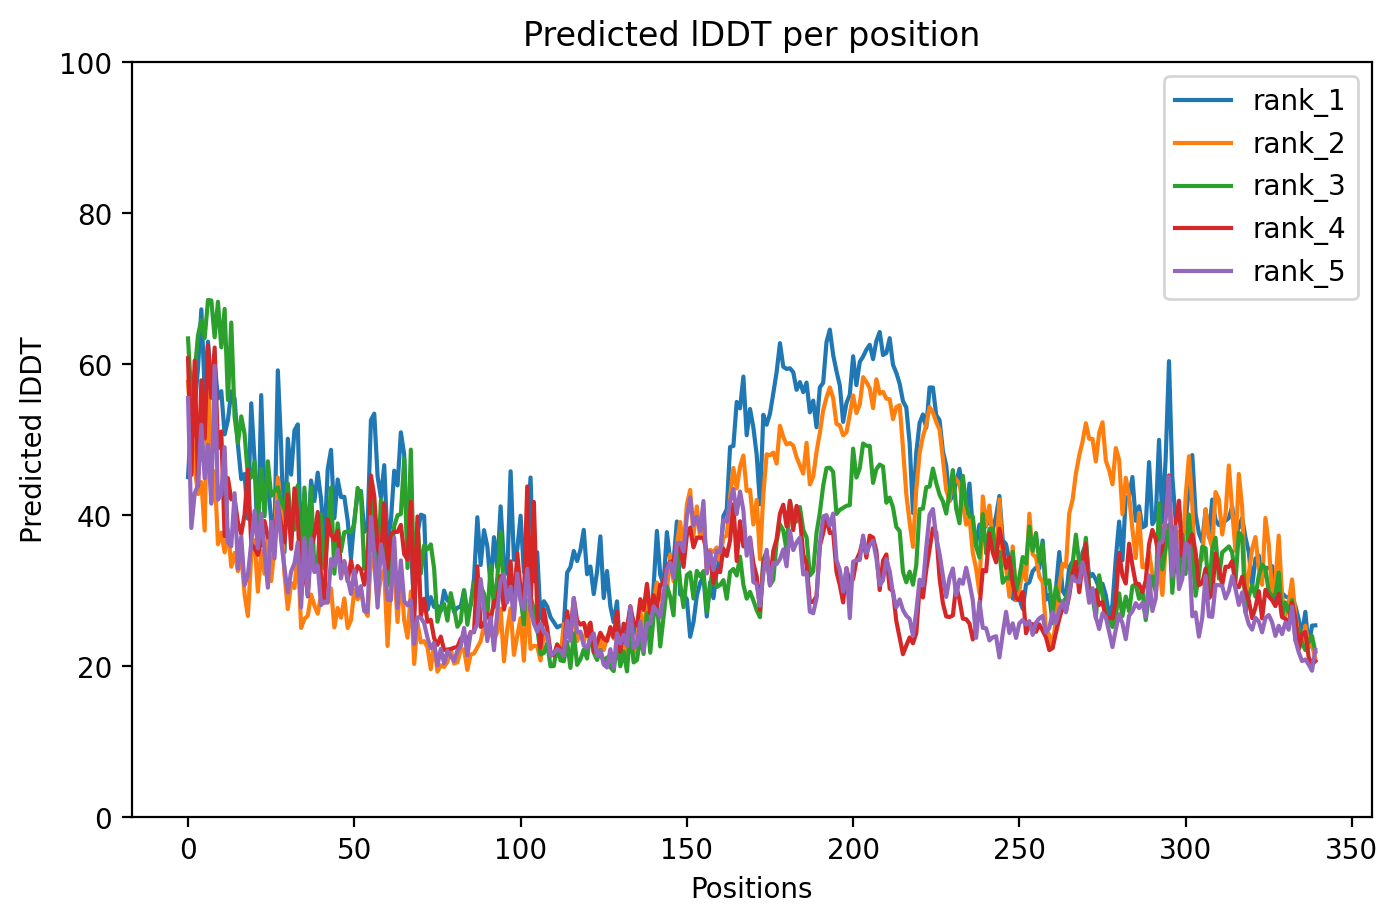 Predicted lDDT per position
Predicted lDDT
100
80
60
40
20
0
0 50 100 150 200 250 300 350
Positions
rank_1
rank_2
rank_3
rank_4
rank_5